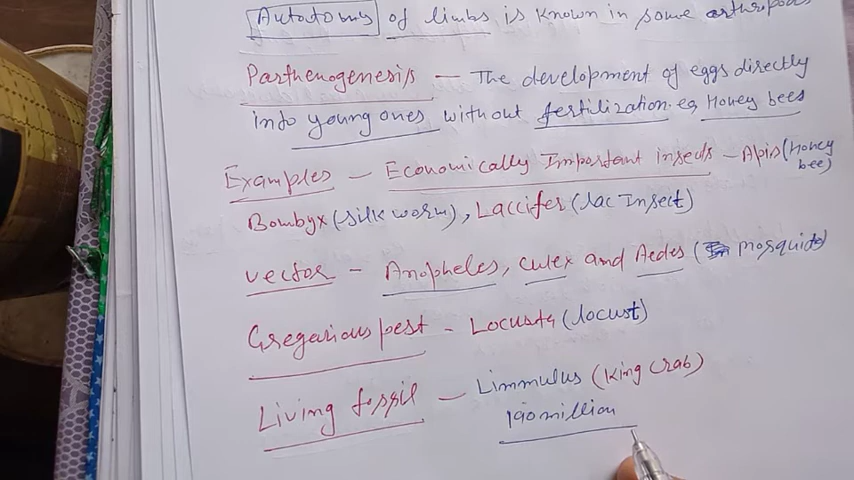 Autotomy of limbs is known in some arthropods
Parthenogenesis - The development of eggs directly
into young ones without fertilization. eg Honey bees
Examples - Economically Important insects - Apis (Honey bee)
Bombyx (silk worm), Laccifer (lac Insect)
vector - Anopheles, culex and Aedes (mosquito)
Gregarious pest - Locusta (locust)
Living fossil - Limmulus (King Crab)
190 million